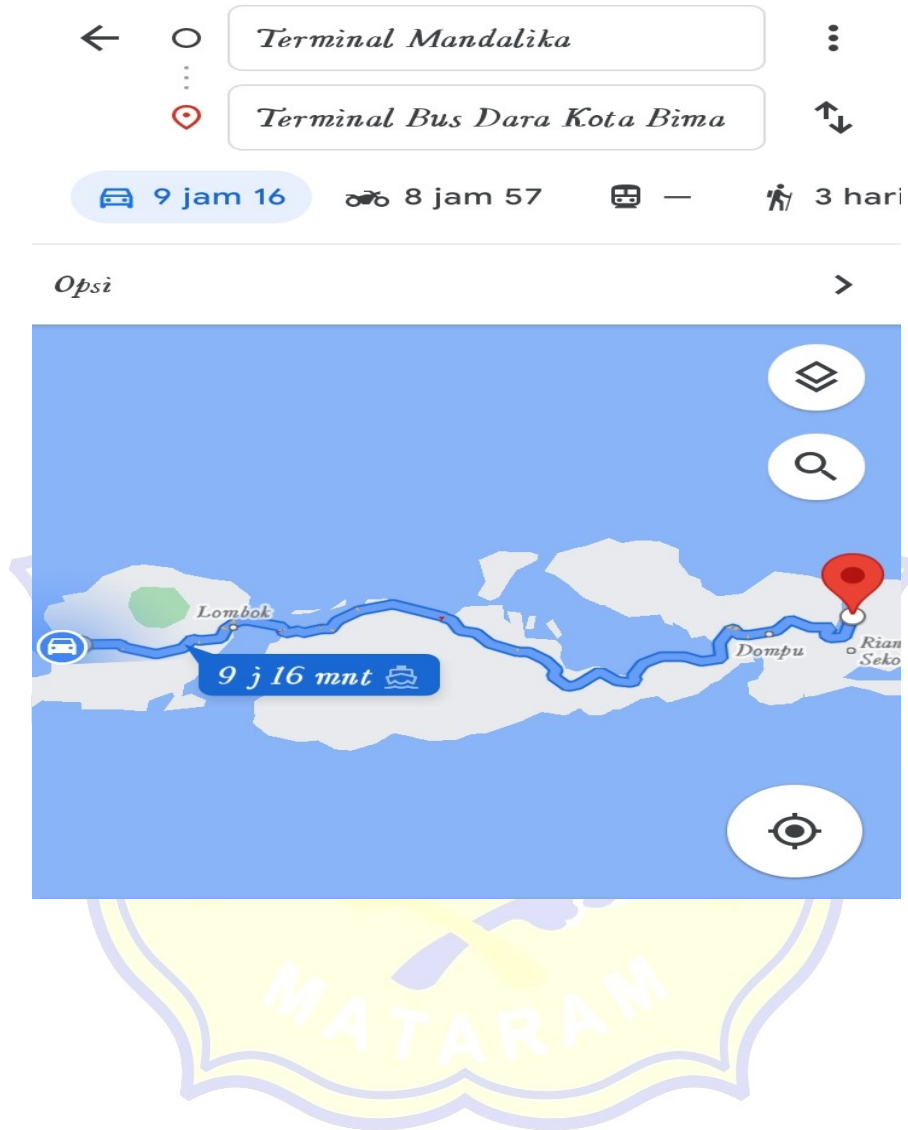 Terminal Mandalika
Terminal Bus Dara Kota Bima
9 jam 16 8 jam 57 — 3 hari
Opsi
Lombok
9 j 16 mnt
Dompu
Rian
Seko
MATARAM